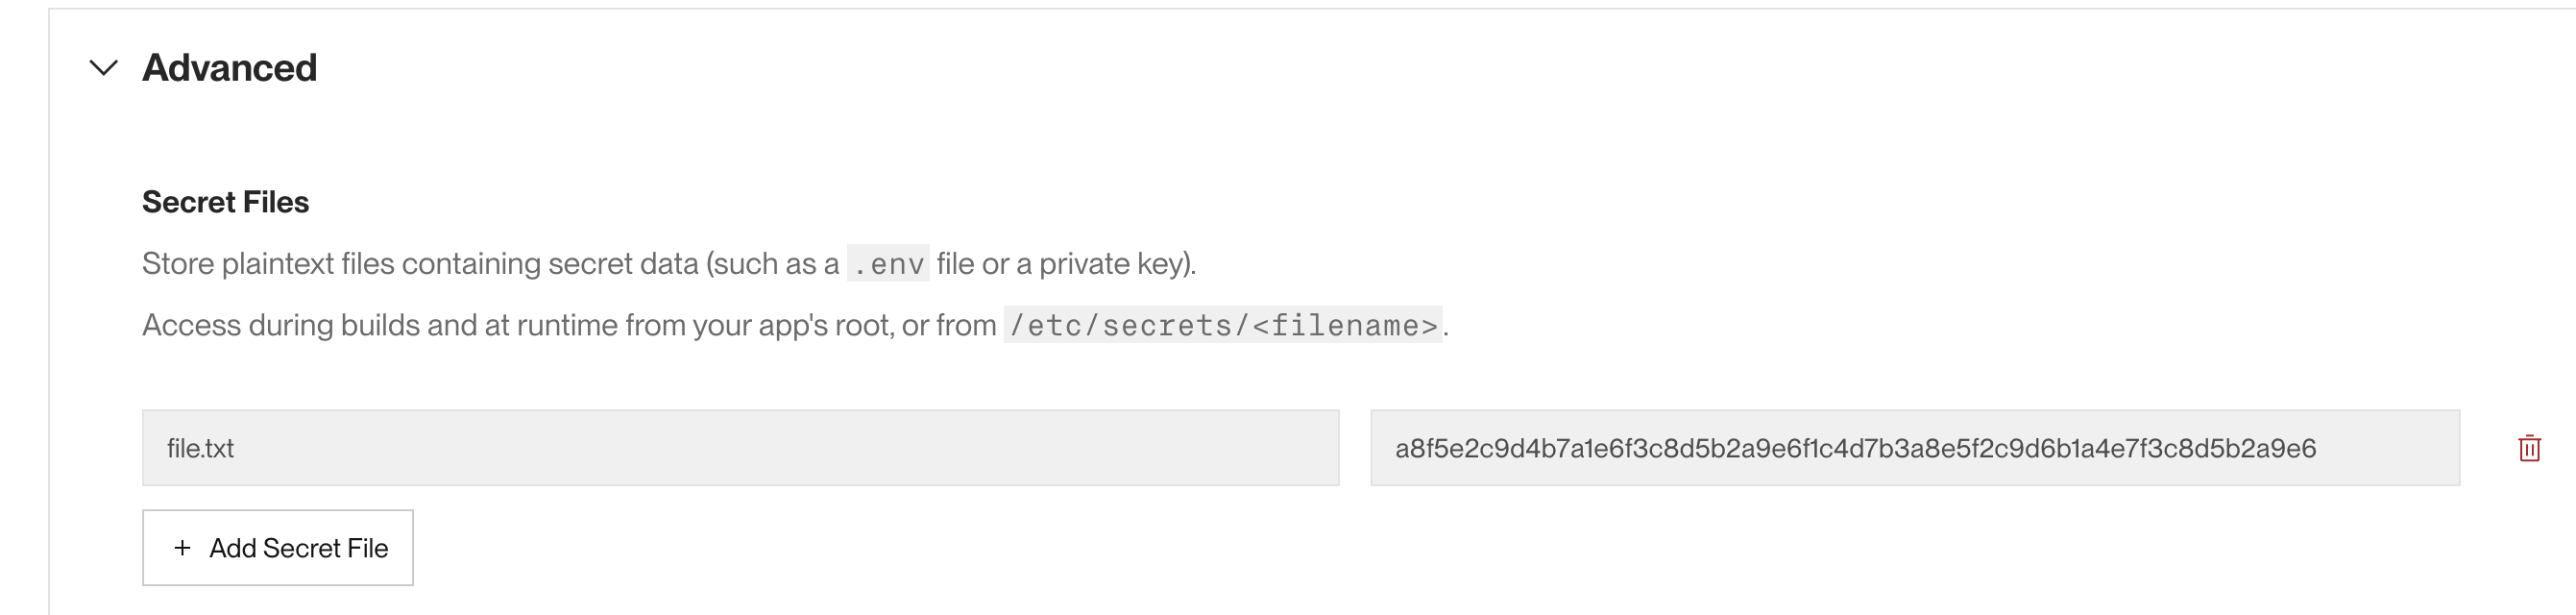 Advanced
Secret Files
Store plaintext files containing secret data (such as a .env file or a private key).
Access during builds and at runtime from your app's root, or from /etc/secrets/<filename>.
file.txt
a8f5e2c9d4b7a1e6f3c8d5b2a9e6f1c4d7b3a8e5f2c9d6b1a4e7f3c8d5b2a9e6
+ Add Secret File